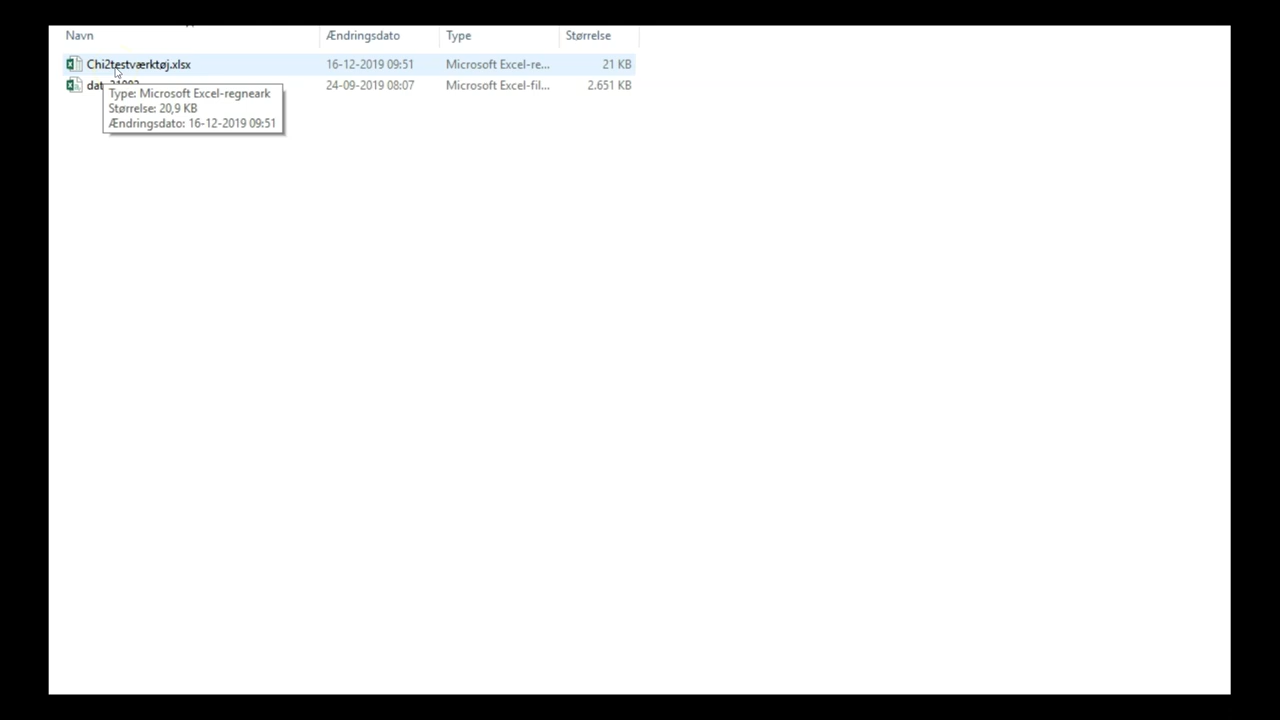 Navn Ændringsdato Type Størrelse
Chi2testværktøj.xlsx 16-12-2019 09:51 Microsoft Excel-re... 21 KB
24-09-2019 08:07 Microsoft Excel-fil... 2.651 KB
Type: Microsoft Excel-regneark
Størrelse: 20,9 KB
Ændringsdato: 16-12-2019 09:51